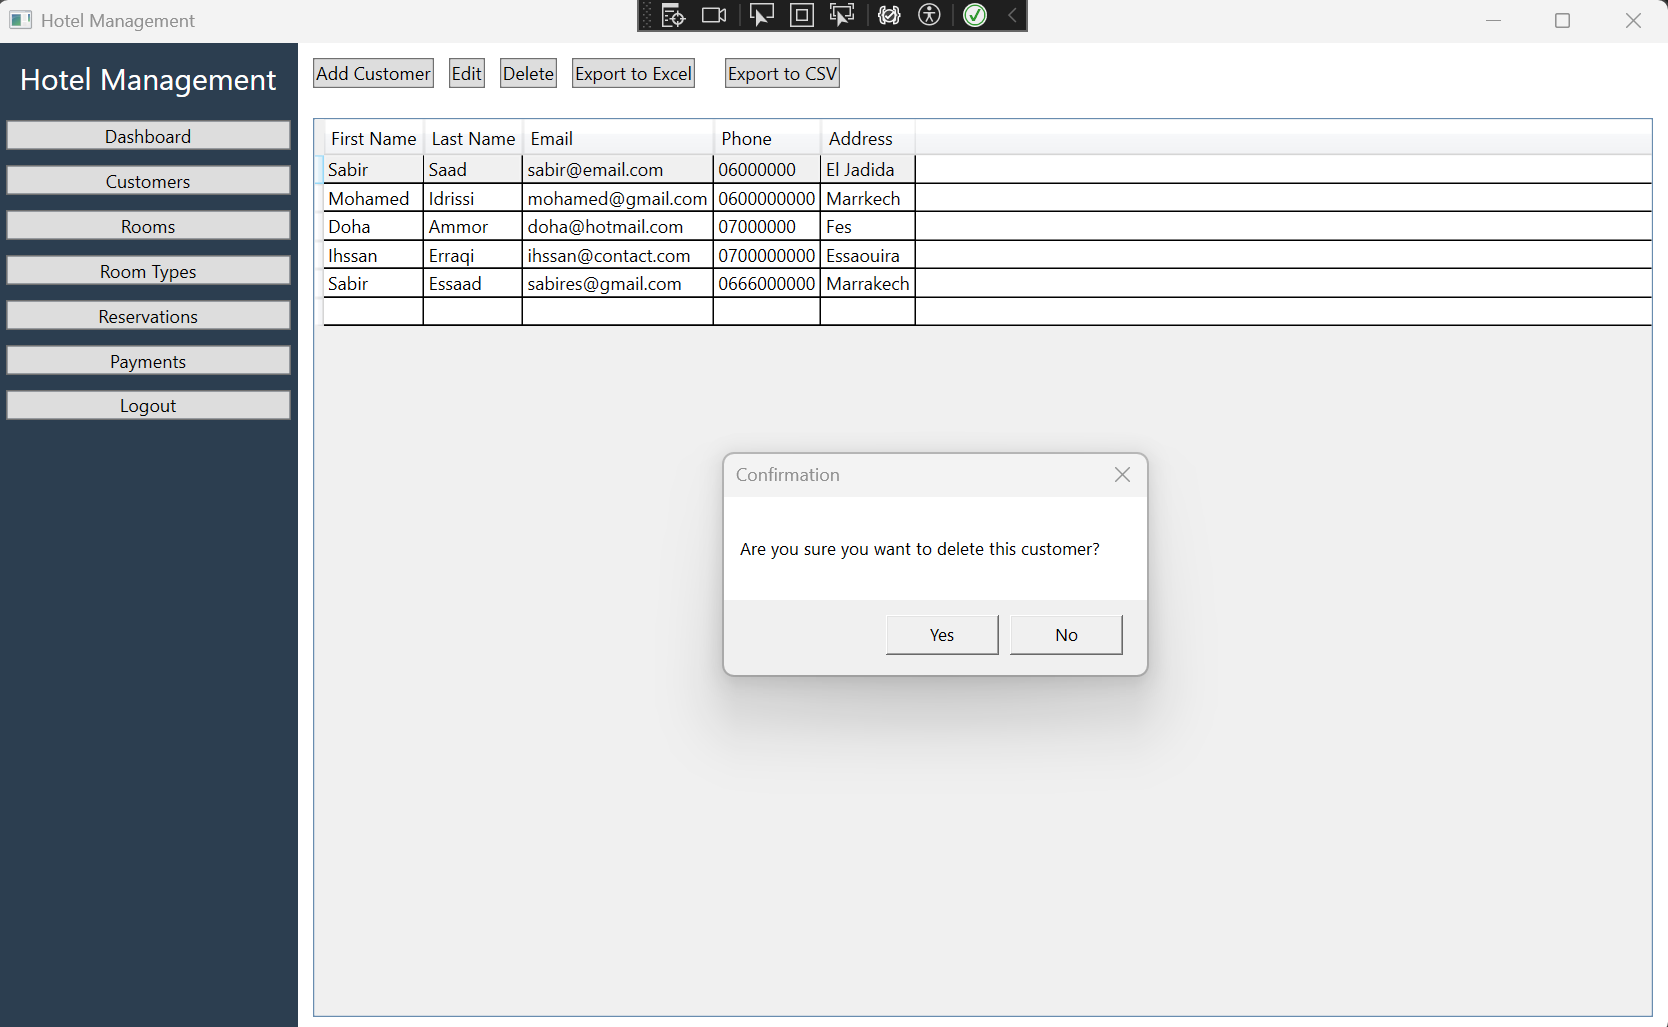 Hotel Management
Hotel Management
Dashboard
Customers
Rooms
Room Types
Reservations
Payments
Logout
Add Customer Edit Delete Export to Excel Export to CSV
First Name Last Name Email Phone Address
Sabir Saad sabir@email.com 06000000 El Jadida
Mohamed Idrissi mohamed@gmail.com 0600000000 Marrkech
Doha Ammor doha@hotmail.com 07000000 Fes
Ihssan Erraqi ihssan@contact.com 0700000000 Essaouira
Sabir Essaad sabires@gmail.com 0666000000 Marrakech
Confirmation
Are you sure you want to delete this customer?
Yes No